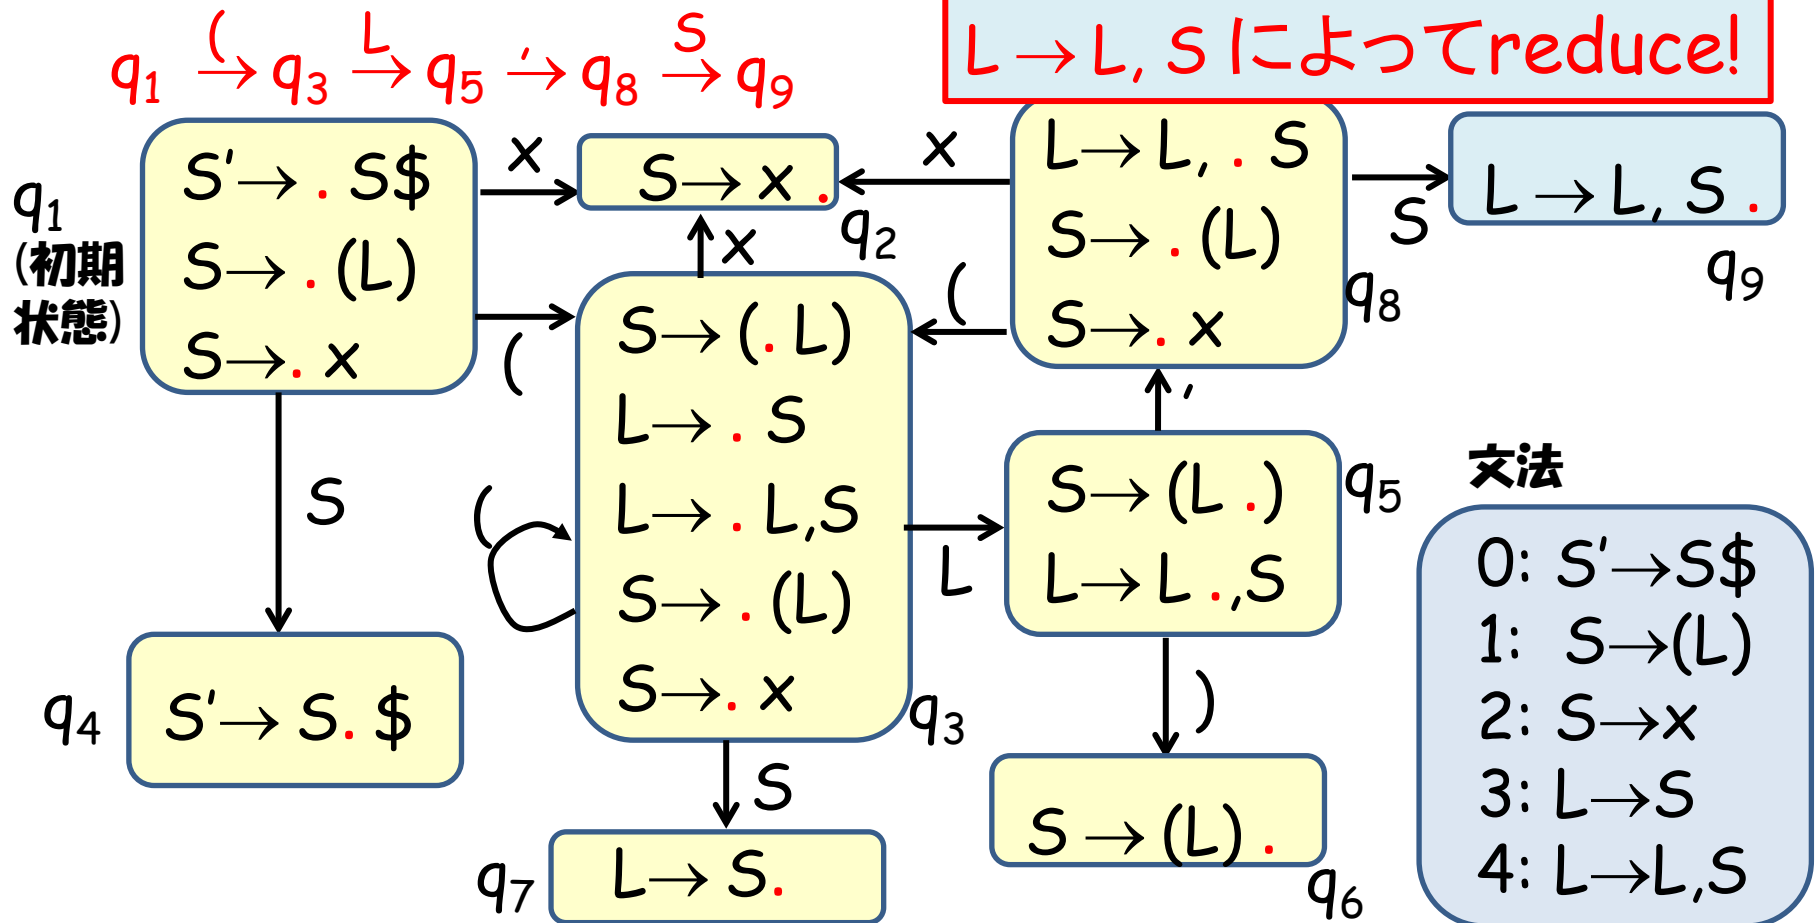 q1 →( q3 →L q5 →, q8 →S q9
L → L, S によってreduce!
q1
(初期
状態)
S'→ . S$
S→ . (L)
S→. x
x
(
S
S→ x .
q2
x
x
L→ L, . S
S→ . (L)
S→. x
q8
(
S
L → L, S .
q9
S→ (. L)
L→ . S
L→ . L,S
S→ . (L)
S→. x
q3
(
L
S
,
S→ (L .)
L→ L .,S
q5
)
S'→ S. $
q4
L→ S.
q7
S → (L) .
q6
文法
0: S'→S$
1: S→(L)
2: S→x
3: L→S
4: L→L,S